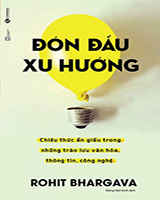 ĐÓN ĐẦU
XU HƯỚNG
Chiêu thức ẩn giấu trong
những trào lưu văn hóa,
thông tin, công nghệ
ROHIT BHARGAVA